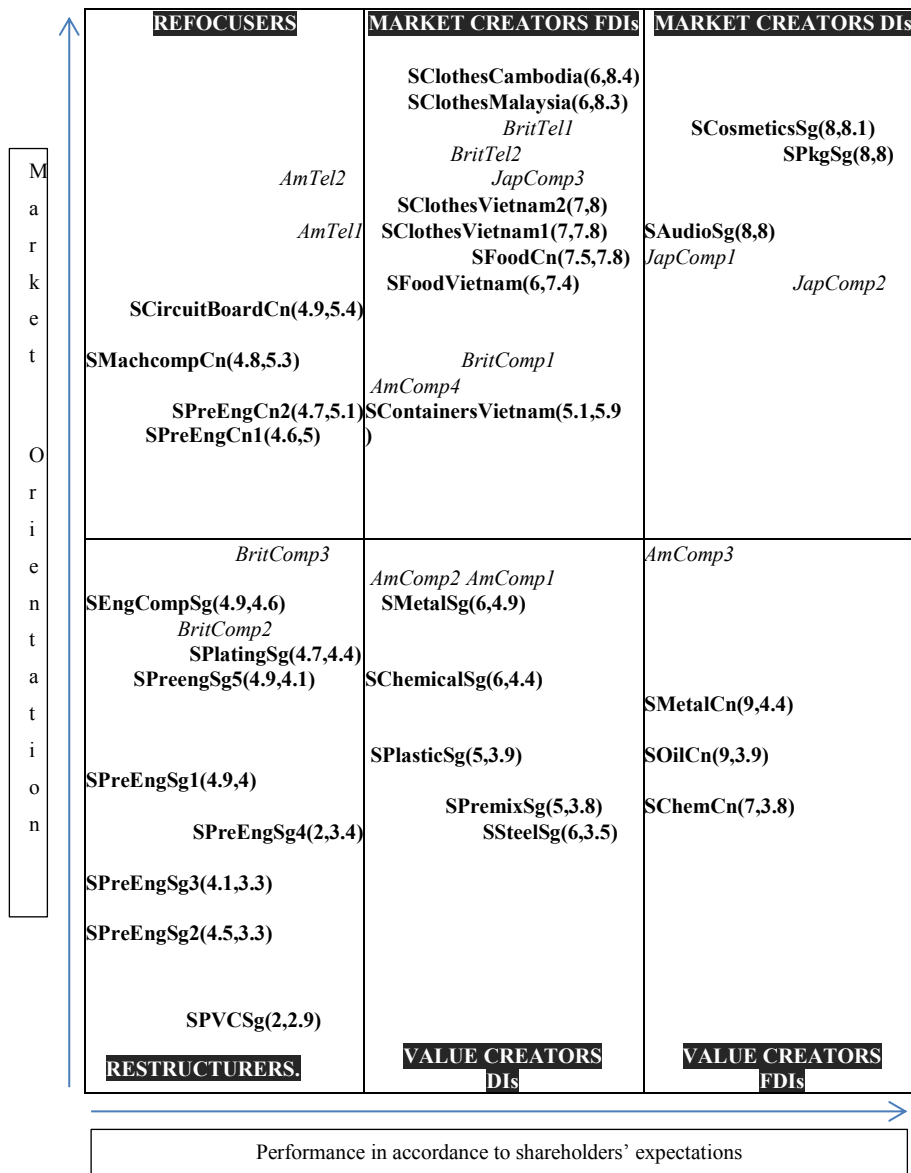 REFOCUSERS
MARKET CREATORS FDIs
MARKET CREATORS DIs
SClothesCambodia(6,8.4)
SClothesMalaysia(6,8.3)
BritTel1
SCosmeticsSg(8,8.1)
BritTel2
SPkgSg(8,8)
AmTel2
JapComp3
SClothesVietnam2(7,8)
AmTel1
SClothesVietnam1(7,7.8)
SAudioSg(8,8)
SFoodCn(7.5,7.8)
JapComp1
SFoodVietnam(6,7.4)
JapComp2
SCircuitBoardCn(4.9,5.4)
SMachcompCn(4.8,5.3)
BritComp1
AmComp4
SPreEngCn2(4.7,5.1)
SContainersVietnam(5.1,5.9
)
SPreEngCn1(4.6,5)
Market Orientation
BritComp3
AmComp3
AmComp2 AmComp1
SEngCompSg(4.9,4.6)
SMetalSg(6,4.9)
BritComp2
SPlatingSg(4.7,4.4)
SPreengSg5(4.9,4.1)
SChemicalSg(6,4.4)
SMetalCn(9,4.4)
SPlasticSg(5,3.9)
SOilCn(9,3.9)
SPreEngSg1(4.9,4)
SPremixSg(5,3.8)
SChemCn(7,3.8)
SPreEngSg4(2,3.4)
SSteelSg(6,3.5)
SPreEngSg3(4.1,3.3)
SPreEngSg2(4.5,3.3)
SPVCSg(2,2.9)
RESTRUCTURERS.
VALUE CREATORS
DIs
VALUE CREATORS
FDIs
Performance in accordance to shareholders’ expectations